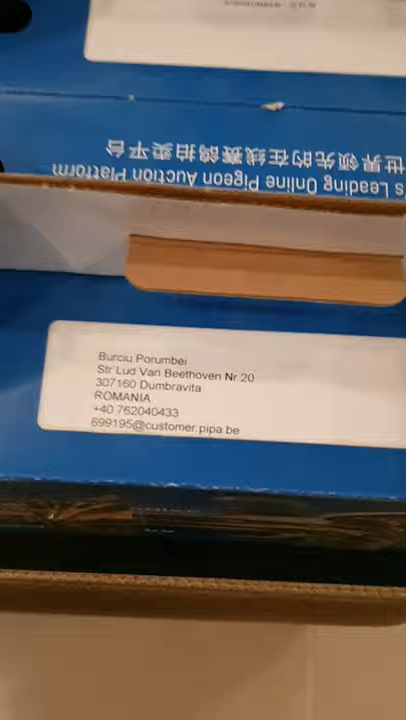 世界领先的在线赛鸽拍卖平台
s Leading Online Pigeon Auction Platform
Burciu Porumbei
Str Lud Van Beethoven Nr 20
307160 Dumbravita
ROMANIA
+40 762040433
699195@customer.pipa.be